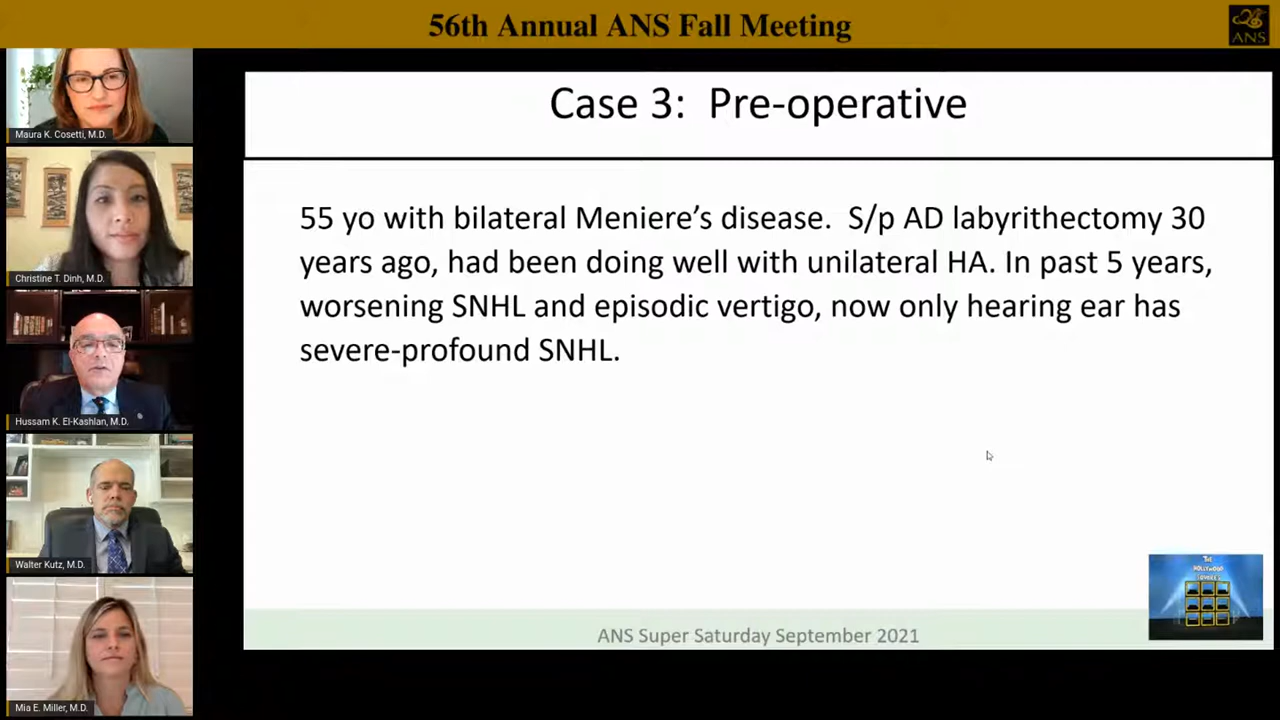 56th Annual ANS Fall Meeting
ANS
Maura K. Cosetti, M.D.
Christine T. Dinh, M.D.
Hussam K. El-Kashlan, M.D.
Walter Kutz, M.D.
Mia E. Miller, M.D.
Case 3: Pre-operative
55 yo with bilateral Meniere's disease. S/p AD labyrithectomy 30
years ago, had been doing well with unilateral HA. In past 5 years,
worsening SNHL and episodic vertigo, now only hearing ear has
severe-profound SNHL.
THE
HOLLYWOOD
SQUARES
ANS Super Saturday September 2021